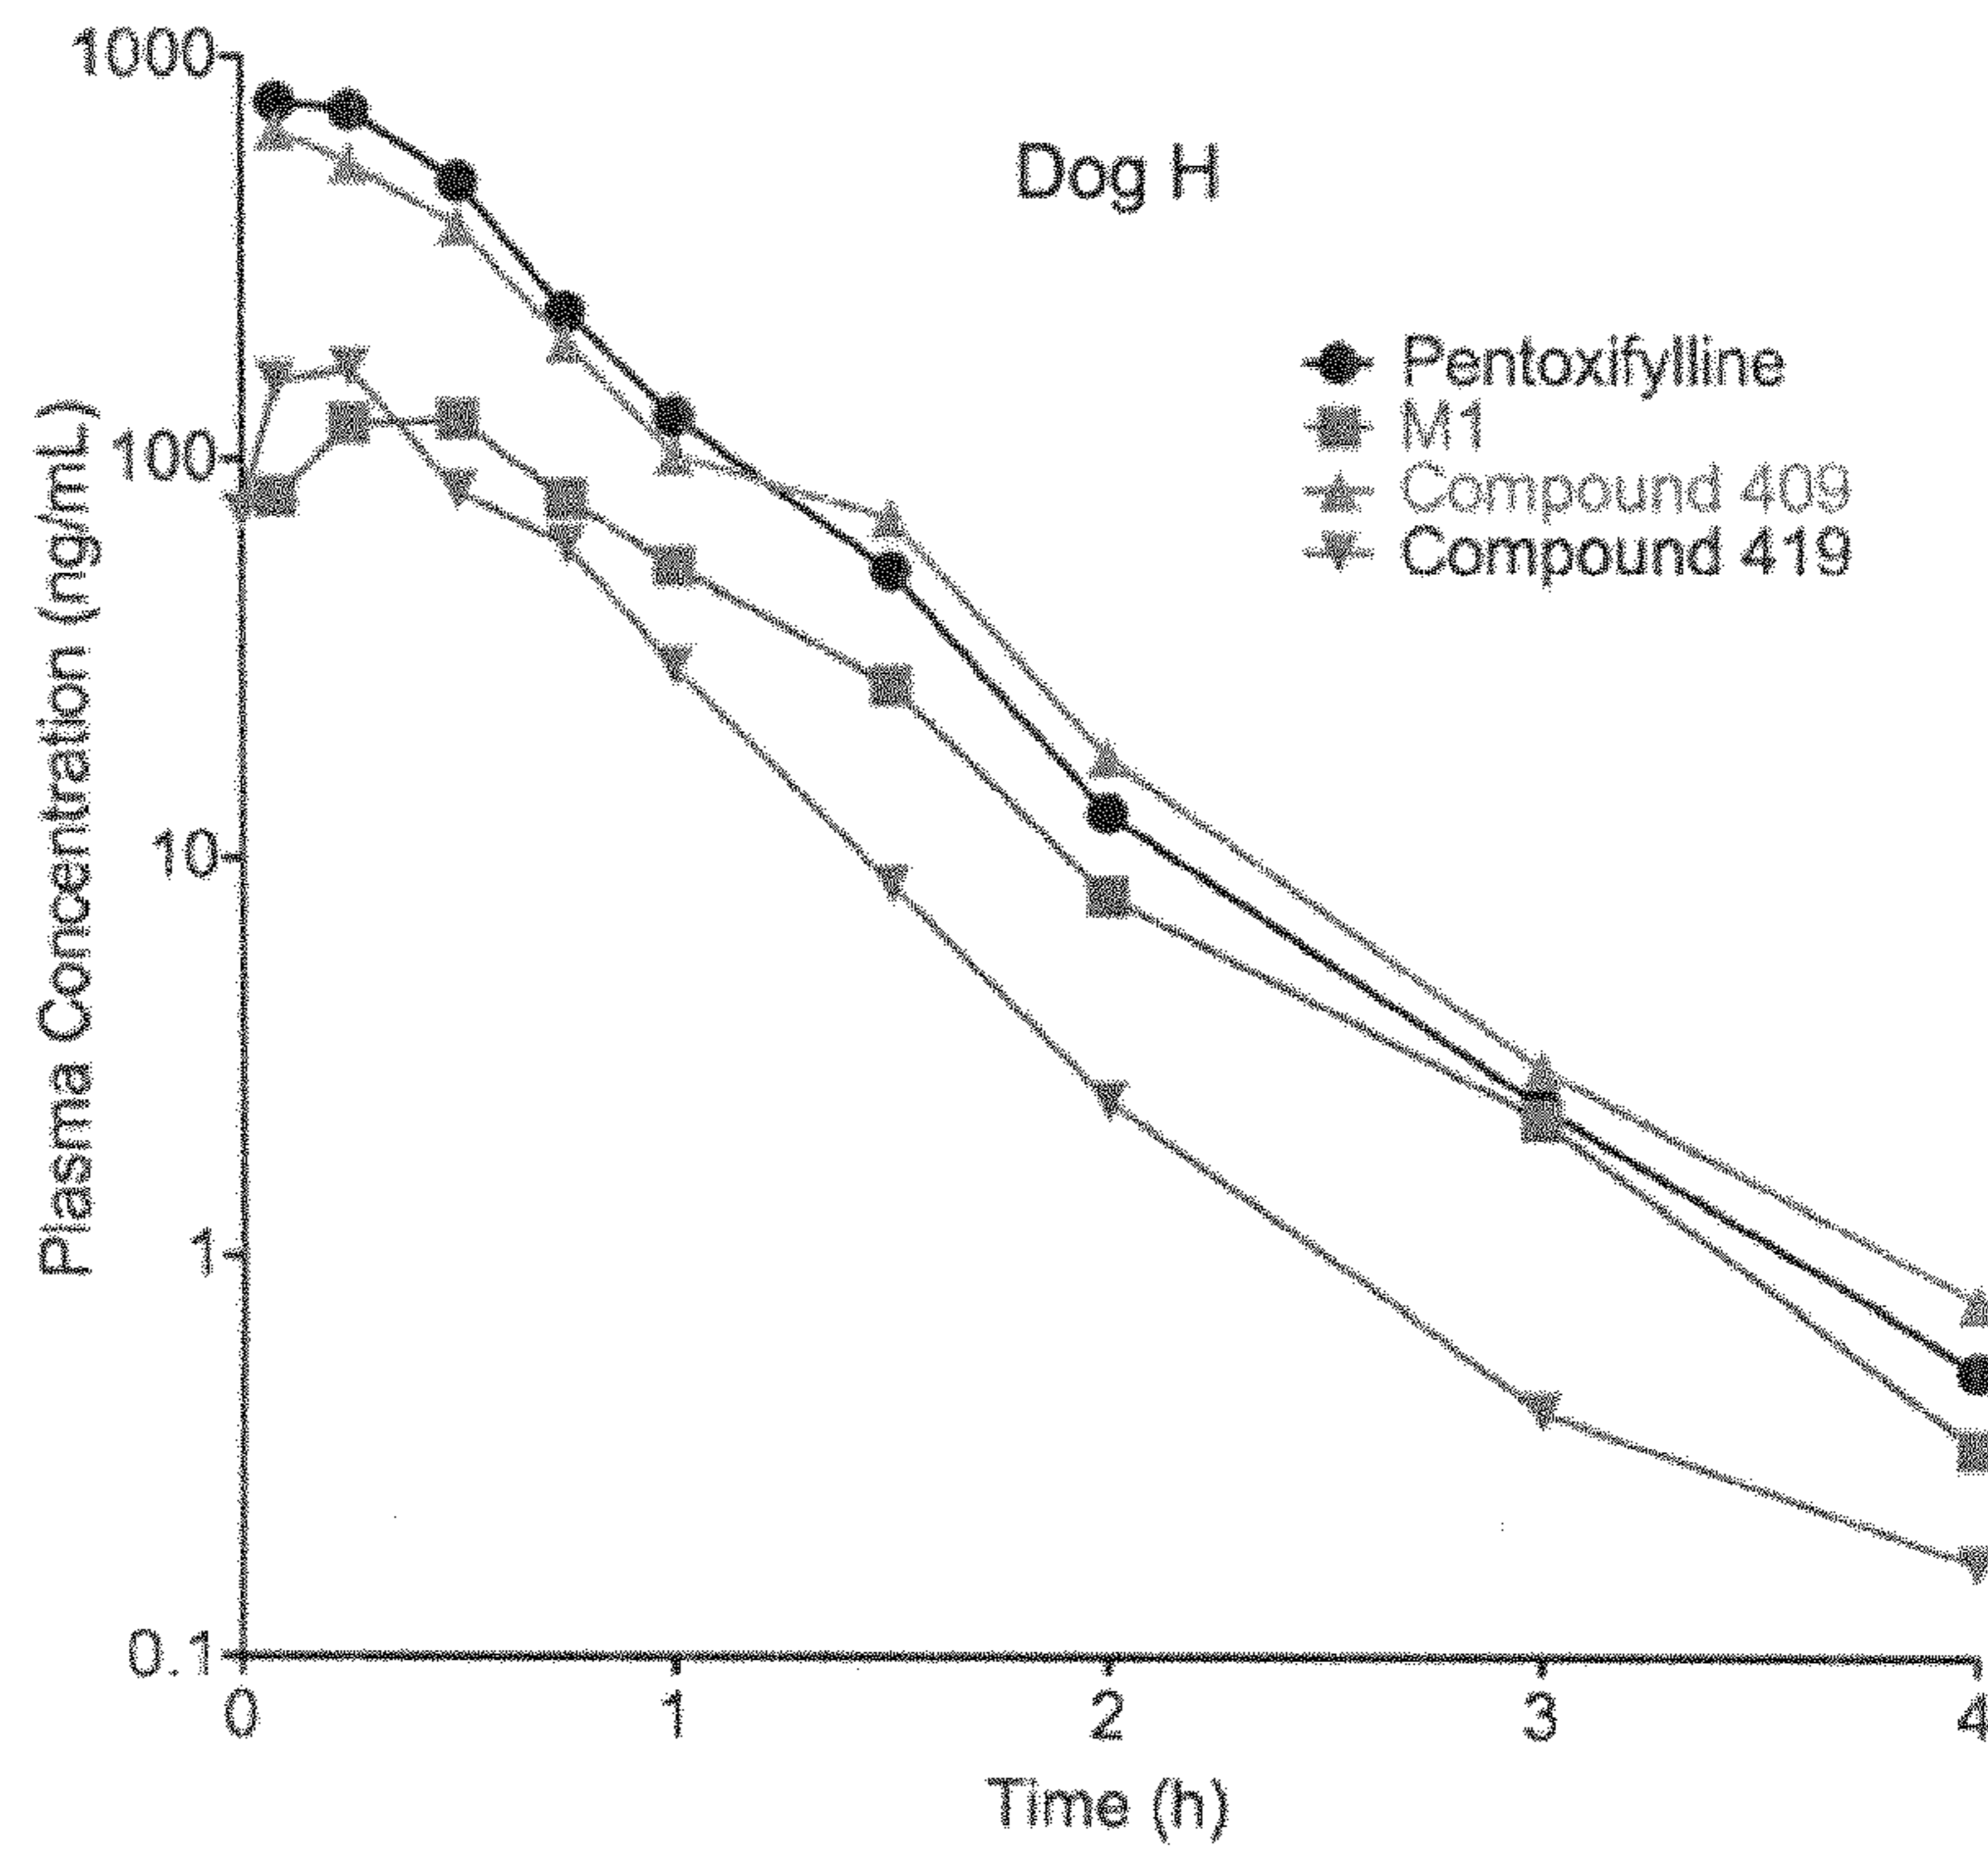 1000
Dog H
Pentoxifylline
M1
Compound 409
Compound 419
100
10
1
0.1
Plasma Concentration (ng/mL)
0 1 2 3 4
Time (h)